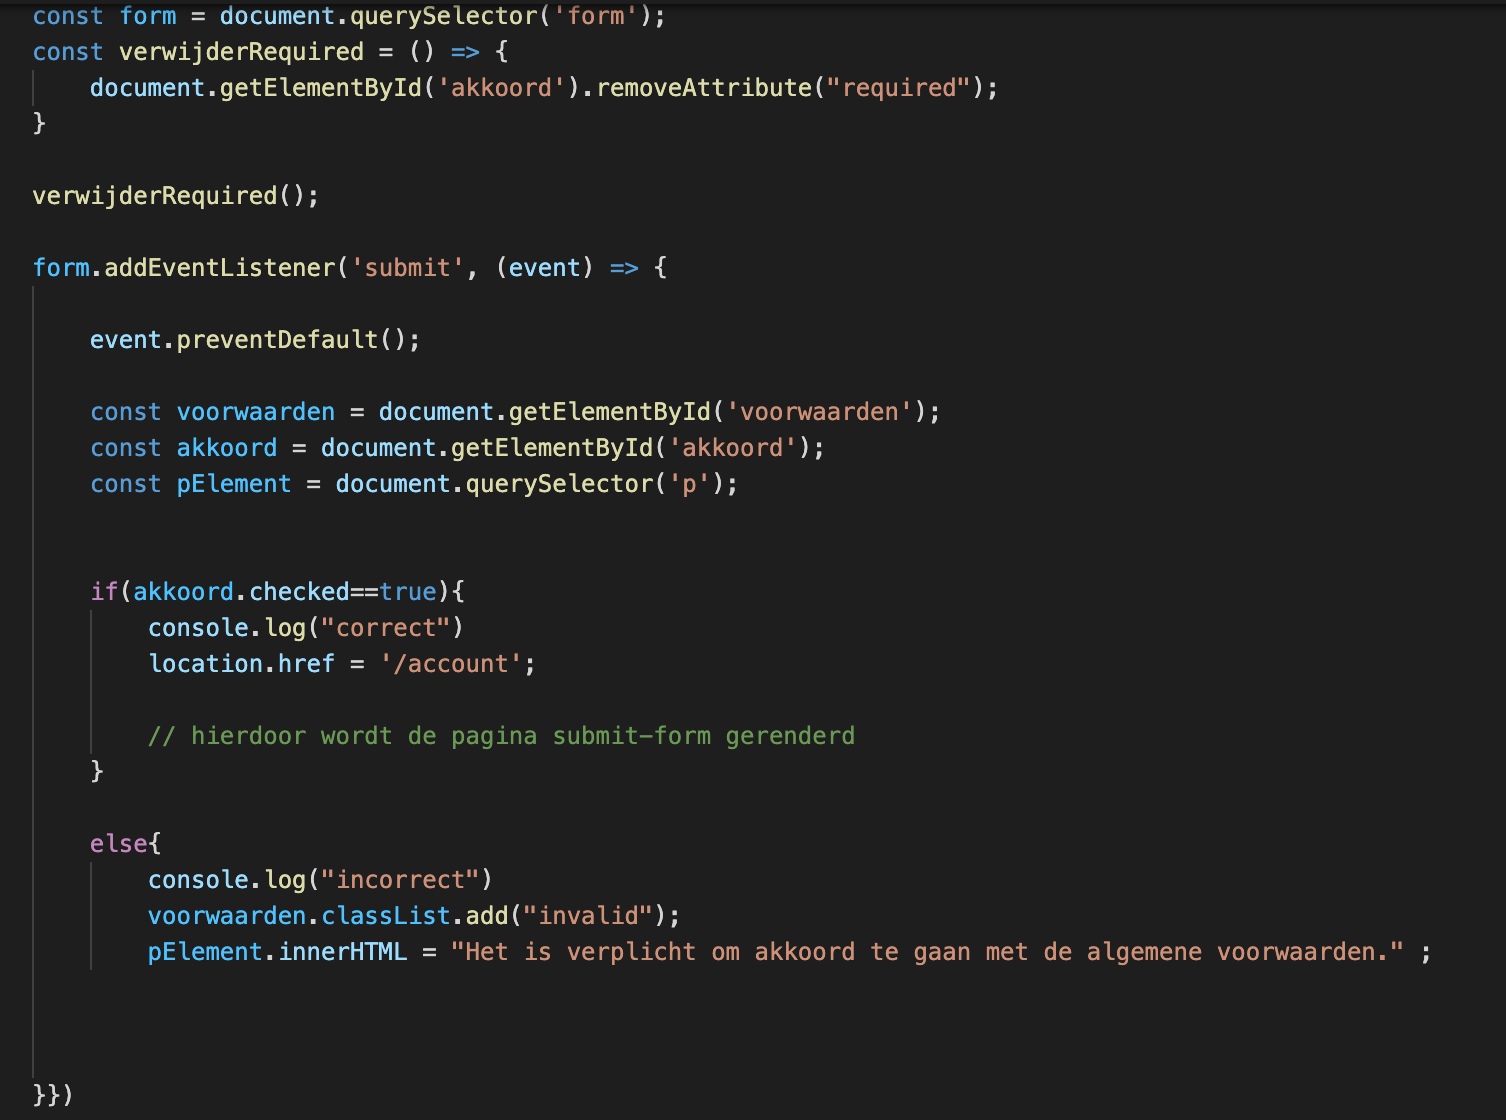 const form = document.querySelector('form');
const verwijderRequired = () => {
    document.getElementById('akkoord').removeAttribute("required");
}
verwijderRequired();
form.addEventListener('submit', (event) => {
    event.preventDefault();
    const voorwaarden = document.getElementById('voorwaarden');
    const akkoord = document.getElementById('akkoord');
    const pElement = document.querySelector('p');
    if(akkoord.checked==true){
        console.log("correct")
        location.href = '/account';
        // hierdoor wordt de pagina submit-form gerenderd
    }
    else{
        console.log("incorrect")
        voorwaarden.classList.add("invalid");
        pElement.innerHTML = "Het is verplicht om akkoord te gaan met de algemene voorwaarden." ;
}})